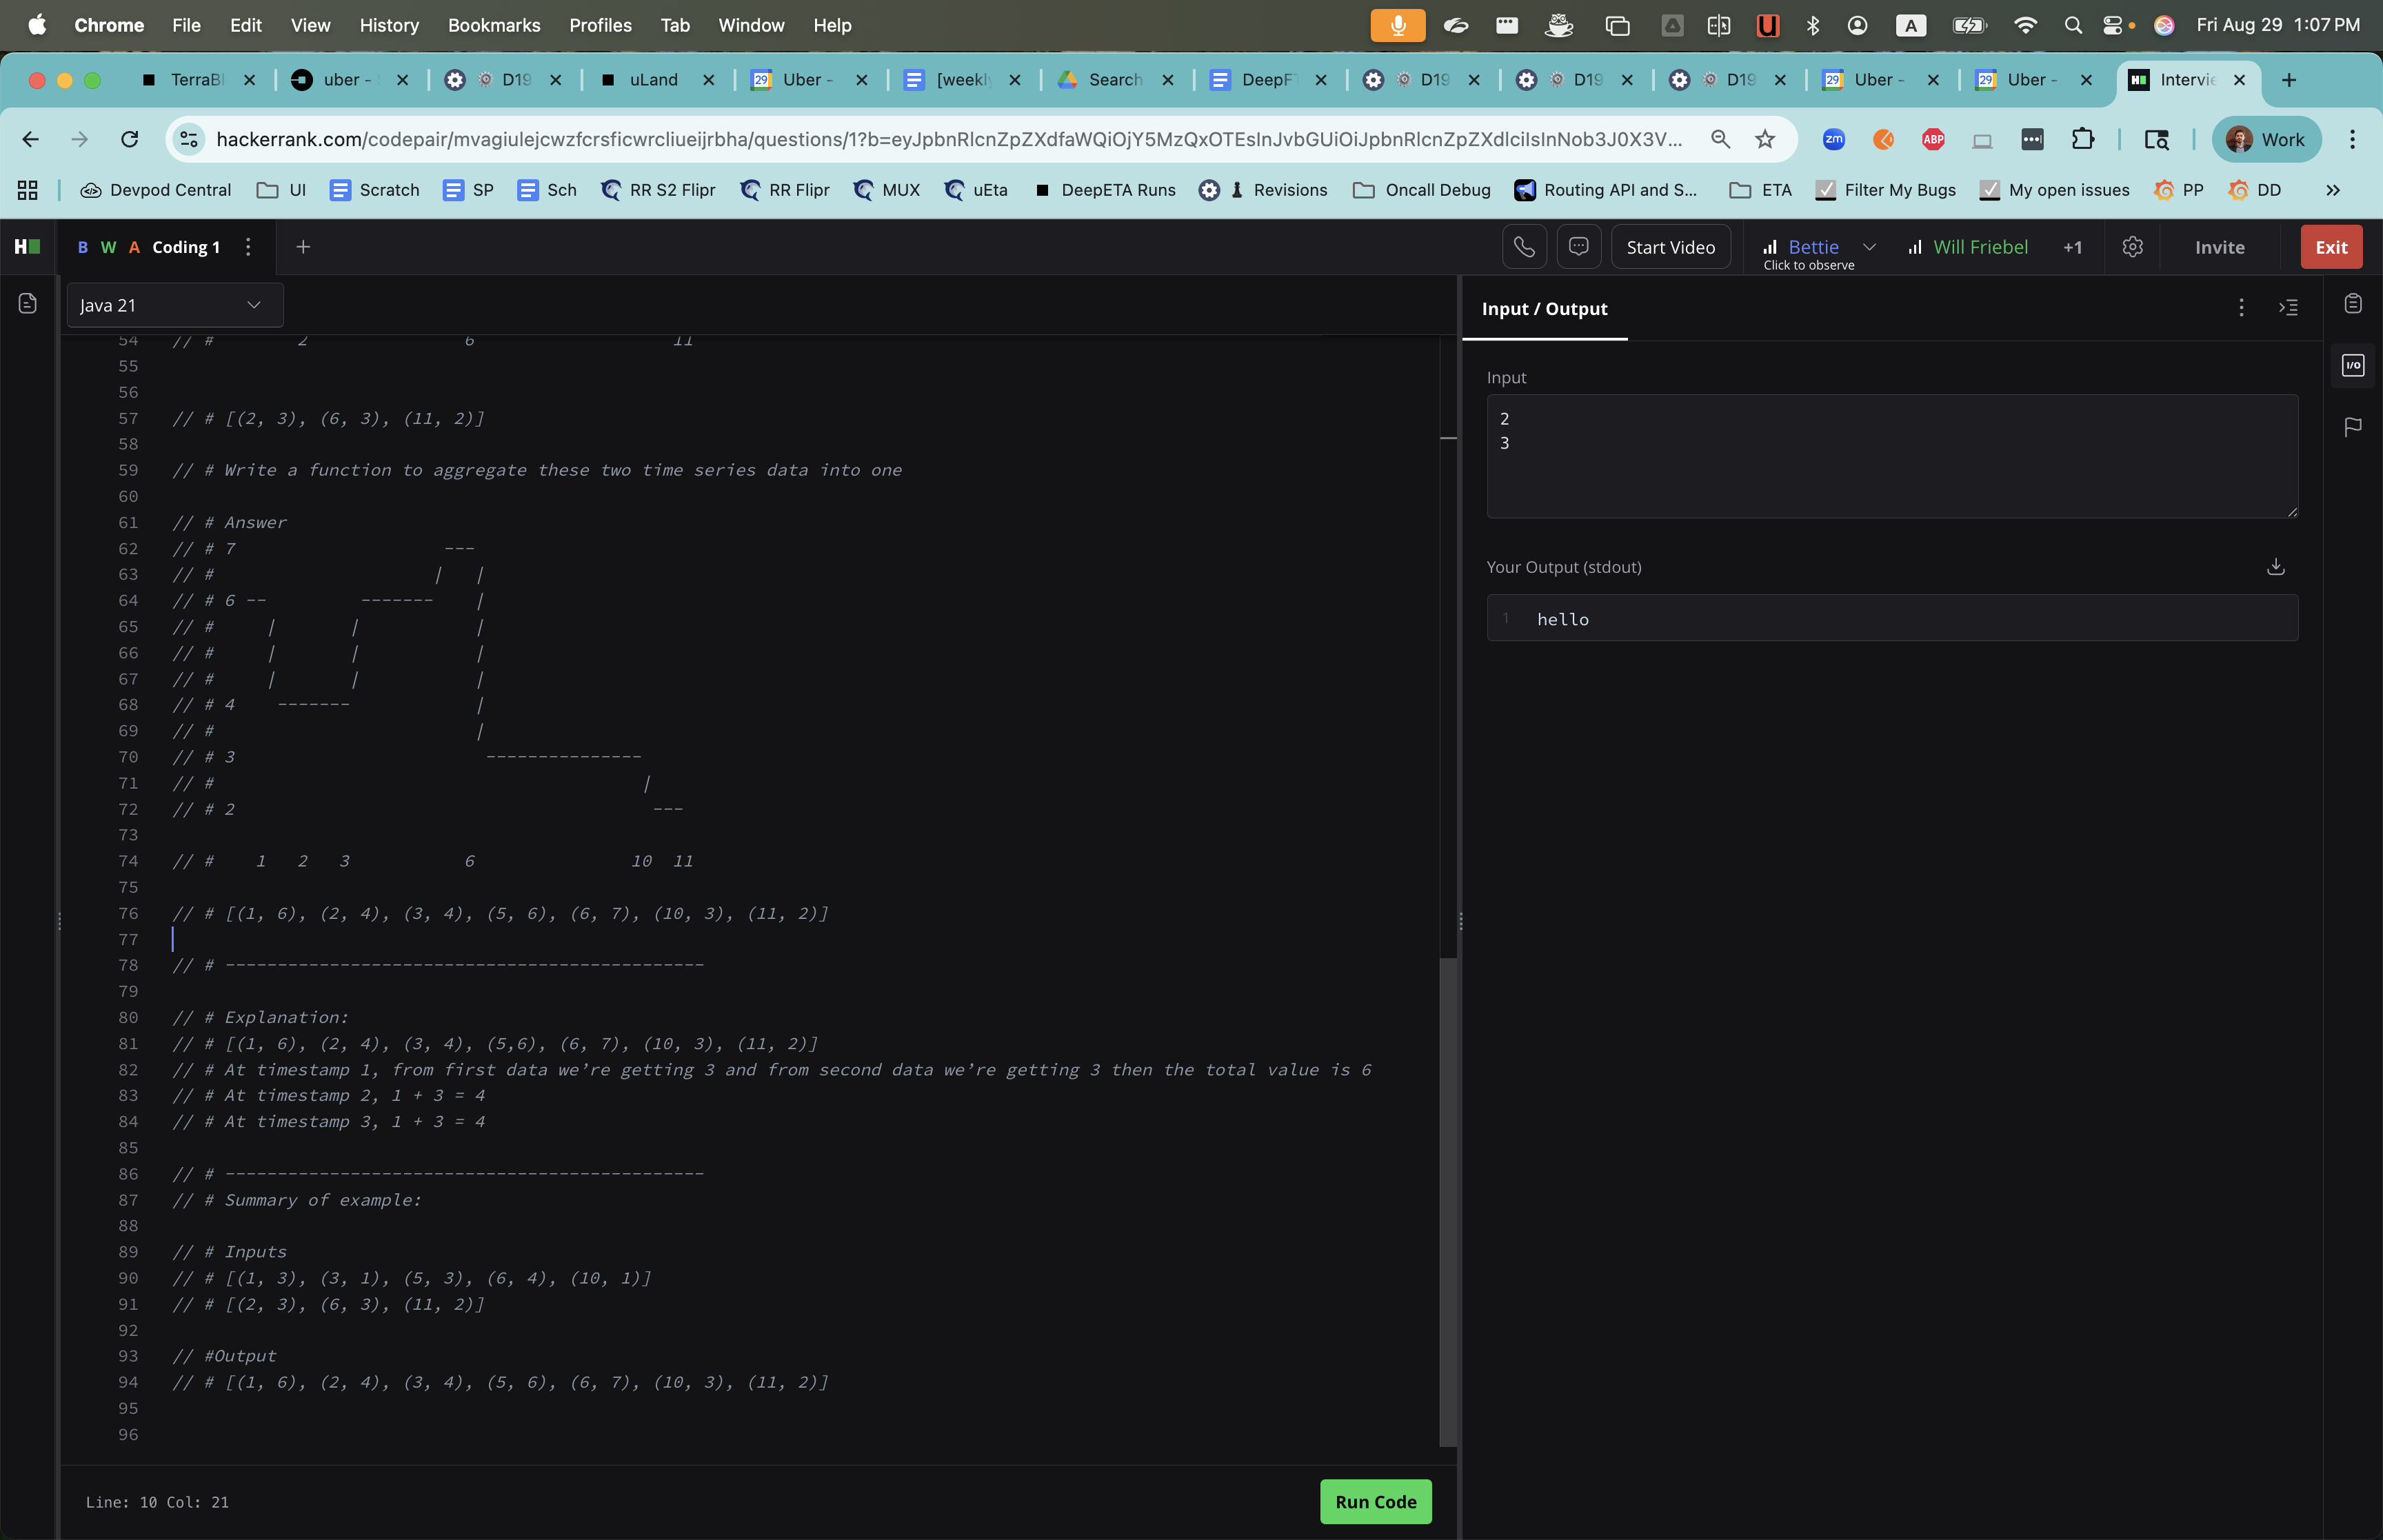 Chrome File Edit View History Bookmarks Profiles Tab Window Help A Fri Aug 29 1:07 PM
TerraBl uber - D19 uLand 29 Uber - [weekl Search DeepFT D19 D19 D19 29 Uber - 29 Uber - Intervie
hackerrank.com/codepair/mvagiulejcwzfcrsficwrcliueijrbha/questions/1?b=eyJpbnRlcnZpZXdfaWQiOjY5MzQxOTEsInJvbGUiOiJpbnRlcnZpZXdlciIsInNob3J0X3V... zm ABP Work
Devpod Central UI Scratch SP Sch RR S2 Flipr RR Flipr MUX uEta DeepETA Runs Revisions Oncall Debug Routing API and S... ETA Filter My Bugs My open issues PP DD
H B W A Coding 1 Start Video Bettie Click to observe Will Friebel +1 Invite Exit
Java 21
54 // # 2 6 11
55
56
57 // # [(2, 3), (6, 3), (11, 2)]
58
59 // # Write a function to aggregate these two time series data into one
60
61 // # Answer
62 // # 7 ---
63 // # | |
64 // # 6 -- ------- |
65 // # | | |
66 // # | | |
67 // # | | |
68 // # 4 ------- |
69 // # |
70 // # 3 ---------------
71 // # |
72 // # 2 ---
73
74 // # 1 2 3 6 10 11
75
76 // # [(1, 6), (2, 4), (3, 4), (5, 6), (6, 7), (10, 3), (11, 2)]
77
78 // # ----------------------------------------------
79
80 // # Explanation:
81 // # [(1, 6), (2, 4), (3, 4), (5,6), (6, 7), (10, 3), (11, 2)]
82 // # At timestamp 1, from first data we’re getting 3 and from second data we’re getting 3 then the total value is 6
83 // # At timestamp 2, 1 + 3 = 4
84 // # At timestamp 3, 1 + 3 = 4
85
86 // # ----------------------------------------------
87 // # Summary of example:
88
89 // # Inputs
90 // # [(1, 3), (3, 1), (5, 3), (6, 4), (10, 1)]
91 // # [(2, 3), (6, 3), (11, 2)]
92
93 // #Output
94 // # [(1, 6), (2, 4), (3, 4), (5, 6), (6, 7), (10, 3), (11, 2)]
95
96
Line: 10 Col: 21
Run Code
Input / Output
I/O
Input
2
3
Your Output (stdout)
1 hello